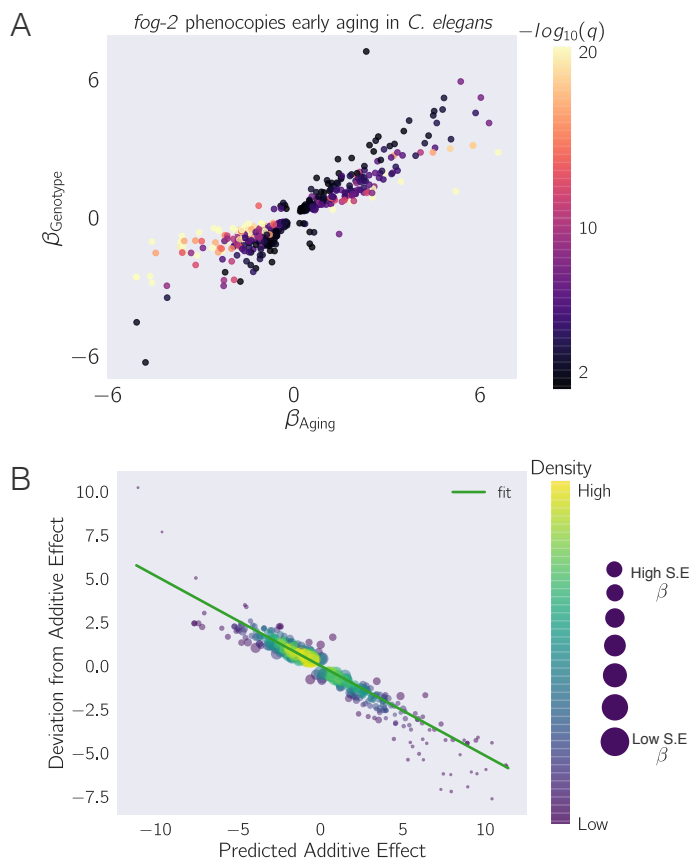 A
fog-2 phenocopies early aging in C. elegans
−log10(q)
20
10
2
βGenotype
6
0
−6
−6
0
6
βAging
B
Density
High
Low
fit
Deviation from Additive Effect
10.0
7.5
5.0
2.5
0.0
−2.5
−5.0
−7.5
−10
−5
0
5
10
Predicted Additive Effect
High S.E
β
Low S.E
β